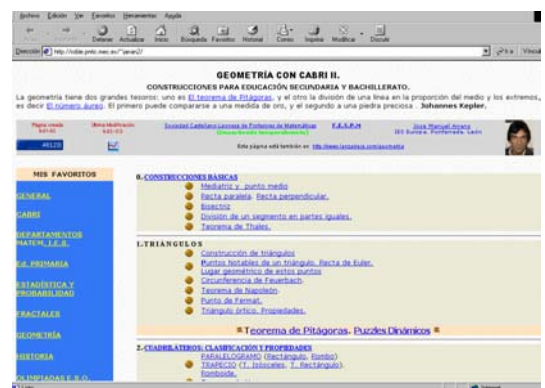 Archivo Edición Ver Favoritos Herramientas Ayuda
Detener Actualizar Inicio Búsqueda Favoritos Historial Correo Imprimir Modificar Discutir
Dirección
GEOMETRÍA CON CABRI II.
CONSTRUCCIONES PARA EDUCACIÓN SECUNDARIA Y BACHILLERATO.
La geometría tiene dos grandes tesoros: uno es El teorema de Pitágoras, y el otro la división de una línea en la proporción del medio y los extremos,
es decir El número áureo. El primero puede compararse a una medida de oro, y el segundo a una piedra preciosa . Johannes Kepler.
Página creada Última Modificación Sociedad Castellano Leonesa de Profesores de Matemáticas F.E.S.P.M José Manuel Arranz
IES Europa. Ponferrada. León
Esta página está también en:
MIS FAVORITOS
GENERAL
CABRI
DEPARTAMENTOS
MATEM. I.E.S.
Ed. PRIMARIA
ESTADÍSTICA Y
PROBABILIDAD
FRACTALES
GEOMETRÍA
HISTORIA
OLIMPIADAS E.S.O.
0.-CONSTRUCCIONES BÁSICAS
Mediatriz y punto medio
Recta paralela. Recta perpendicular.
Bisectriz
División de un segmento en partes iguales.
Teorema de Thales.
1.TRIÁNGULOS
Construcción de triángulos
Puntos Notables de un triángulo. Recta de Euler.
Lugar geométrico de estos puntos
Circunferencia de Feuerbach.
Teorema de Napoleón
Punto de Fermat.
Triángulo órtico. Propiedades.
Teorema de Pitágoras. Puzzles Dinámicos
2.CUADRILÁTEROS: CLASIFICACIÓN Y PROPIEDADES
PARALELOGRAMO (Rectángulo, Rombo)
TRAPECIO (T. Isósceles, T. Rectángulo).
Romboide.